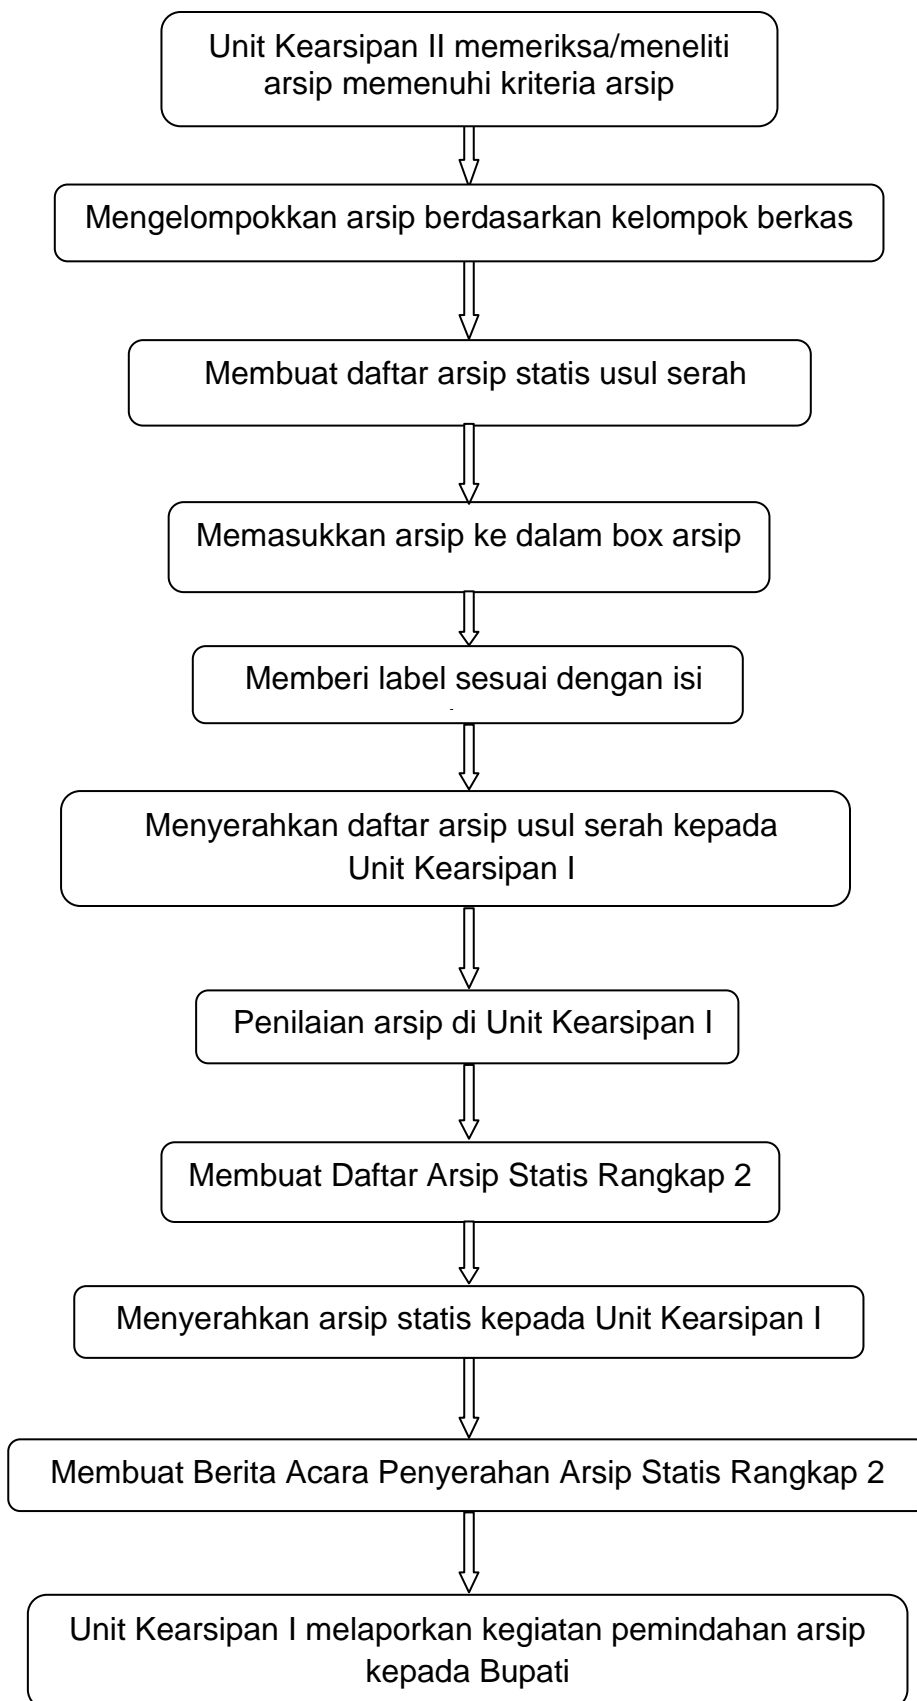 Unit Kearsipan II memeriksa/meneliti
arsip memenuhi kriteria arsip
Mengelompokkan arsip berdasarkan kelompok berkas
Membuat daftar arsip statis usul serah
Memasukkan arsip ke dalam box arsip
Memberi label sesuai dengan isi
Menyerahkan daftar arsip usul serah kepada
Unit Kearsipan I
Penilaian arsip di Unit Kearsipan I
Membuat Daftar Arsip Statis Rangkap 2
Menyerahkan arsip statis kepada Unit Kearsipan I
Membuat Berita Acara Penyerahan Arsip Statis Rangkap 2
Unit Kearsipan I melaporkan kegiatan pemindahan arsip
kepada Bupati